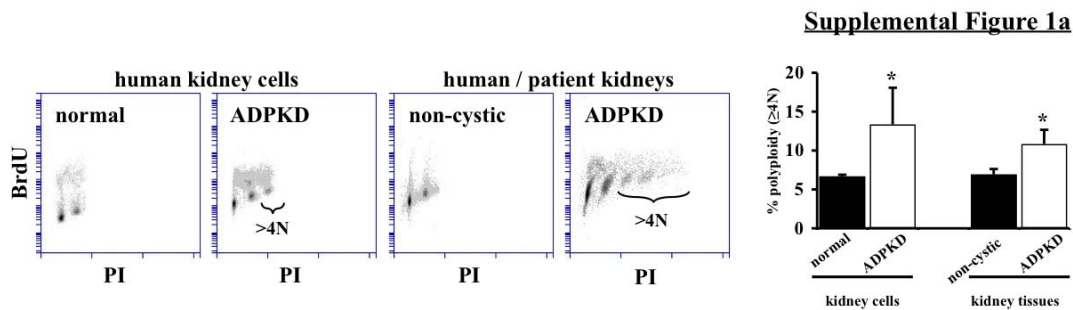 Supplemental Figure 1a
human kidney cells
human / patient kidneys
normal
ADPKD
non-cystic
ADPKD
BrdU
>4N
>4N
PI
PI
PI
PI
% polyploidy (≥4N)
20
15
10
5
0
*
*
normal
ADPKD
non-cystic
ADPKD
kidney cells
kidney tissues